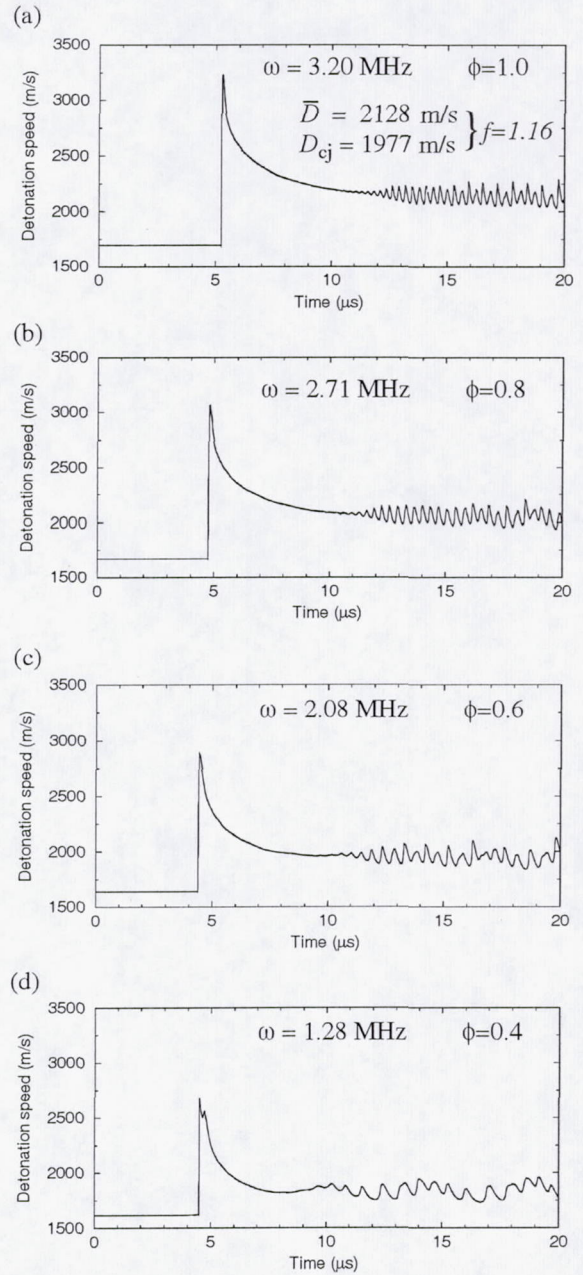 (a)
3500
3000
2500
2000
1500
Detonation speed (m/s)
ω = 3.20 MHz ϕ=1.0
D̅ = 2128 m/s
D_cj = 1977 m/s
} f=1.16
0 5 10 15 20
Time (μs)
(b)
3500
3000
2500
2000
1500
Detonation speed (m/s)
ω = 2.71 MHz ϕ=0.8
0 5 10 15 20
Time (μs)
(c)
3500
3000
2500
2000
1500
Detonation speed (m/s)
ω = 2.08 MHz ϕ=0.6
0 5 10 15 20
Time (μs)
(d)
3500
3000
2500
2000
1500
Detonation speed (m/s)
ω = 1.28 MHz ϕ=0.4
0 5 10 15 20
Time (μs)